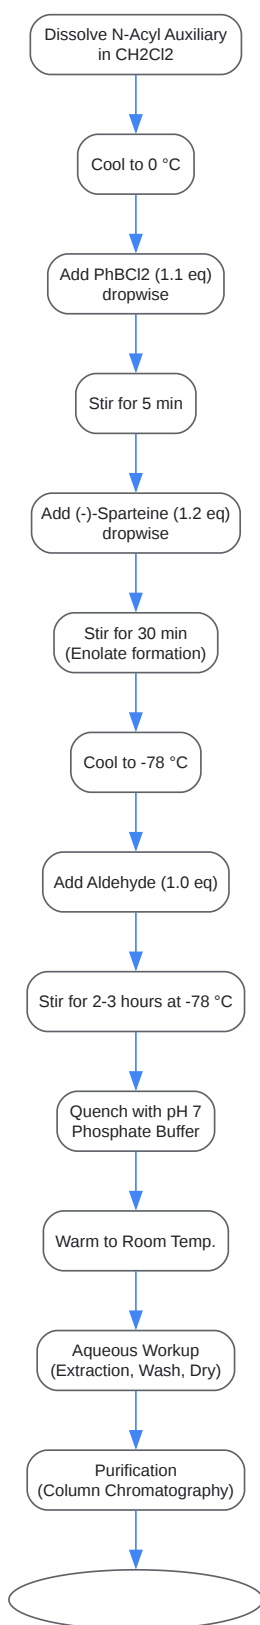 Dissolve N-Acyl Auxiliary
in CH2Cl2
Cool to 0 °C
Add PhBCl2 (1.1 eq)
dropwise
Stir for 5 min
Add (-)-Sparteine (1.2 eq)
dropwise
Stir for 30 min
(Enolate formation)
Cool to -78 °C
Add Aldehyde (1.0 eq)
Stir for 2-3 hours at -78 °C
Quench with pH 7
Phosphate Buffer
Warm to Room Temp.
Aqueous Workup
(Extraction, Wash, Dry)
Purification
(Column Chromatography)